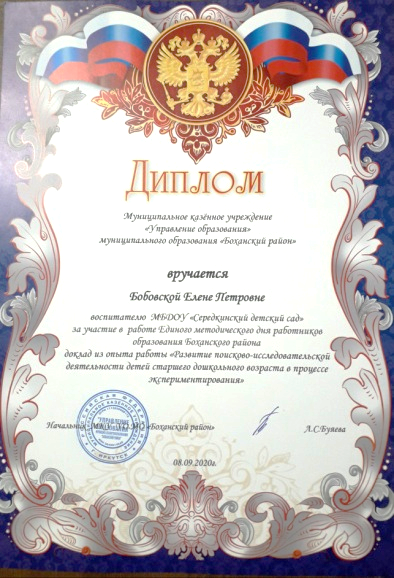 Диплом
Муниципальное казённое учреждение
«Управление образования»
муниципального образования «Боханский район»
вручается
Бобовской Елене Петровне
воспитателю МБДОУ «Середкинский детский сад»
за участие в работе Единого методического дня работников
образования Боханского района
доклад из опыта работы «Развитие поисково-исследовательской
деятельности детей старшего дошкольного возраста в процессе
экспериментирования»
Начальник МКУ УО МО «Боханский район» А.С.Буяева
08.09.2020г.